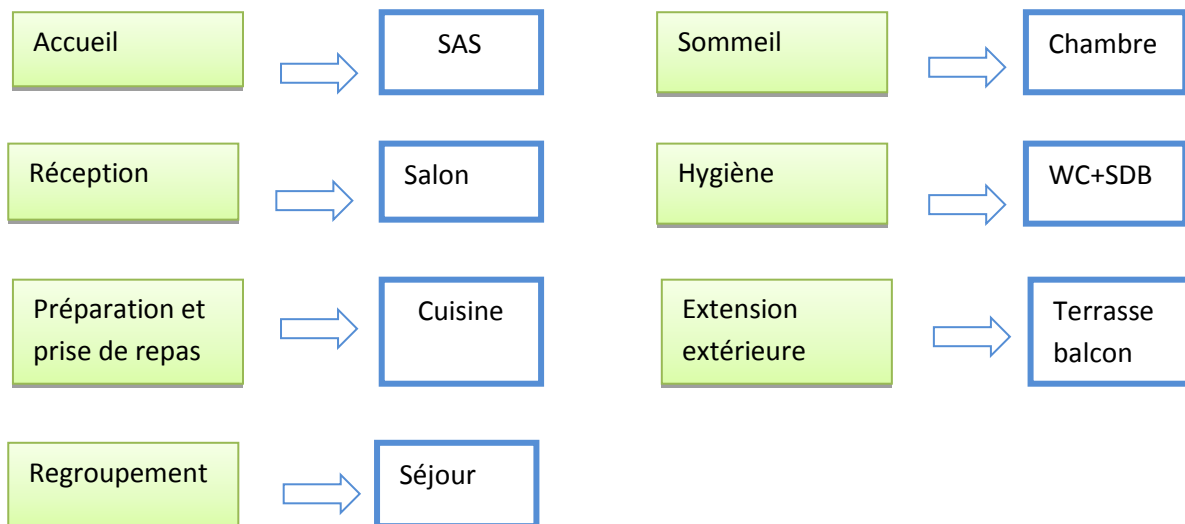 Accueil
SAS
Sommeil
Chambre
Réception
Salon
Hygiène
WC+SDB
Préparation et
prise de repas
Cuisine
Extension
extérieure
Terrasse
balcon
Regroupement
Séjour